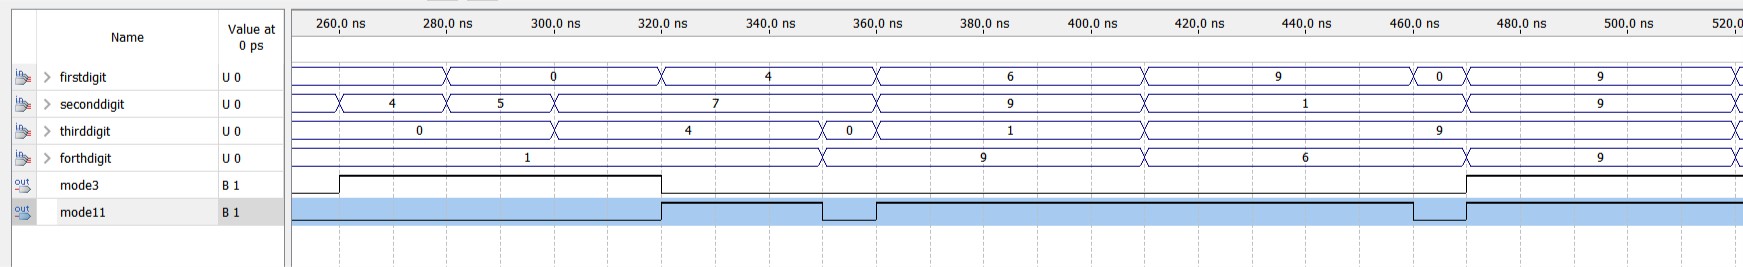 Name
Value at
0 ps
260.0 ns 280.0 ns 300.0 ns 320.0 ns 340.0 ns 360.0 ns 380.0 ns 400.0 ns 420.0 ns 440.0 ns 460.0 ns 480.0 ns 500.0 ns 520.0
in > firstdigit U 0 0 4 6 9 0 9
in > seconddigit U 0 4 5 7 9 1 9
in > thirddigit U 0 0 4 0 1 9
in > forthdigit U 0 1 9 6 9
out mode3 B 1
out mode11 B 1